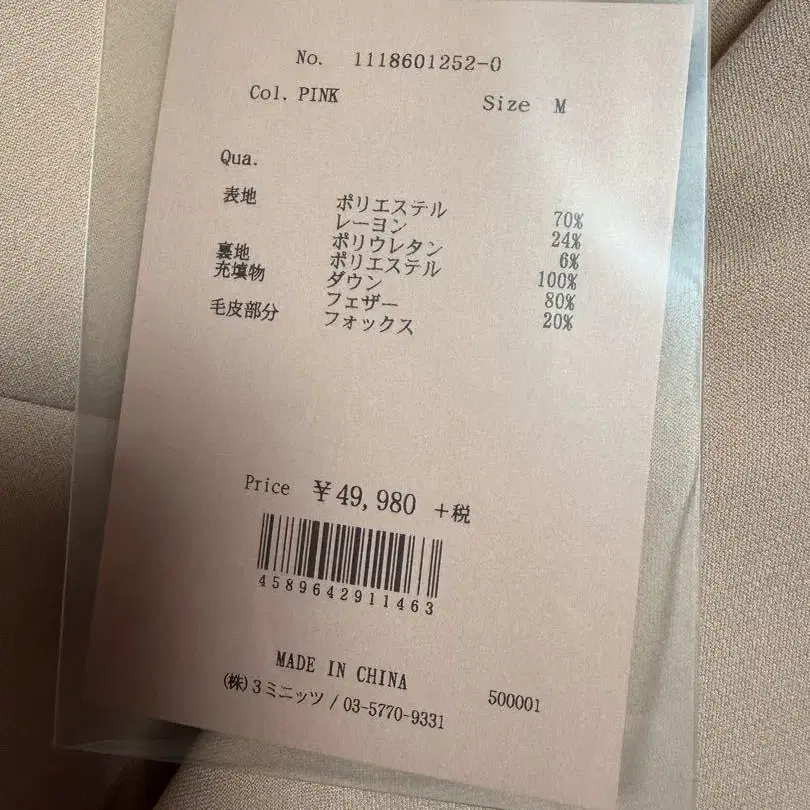 No. 1118601252-0
Col. PINK Size M
Qua.
表地 ポリエステル 70%
レーヨン 24%
ポリウレタン 6%
裏地 ポリエステル 100%
充填物 ダウン 80%
フェザー 20%
毛皮部分 フォックス
Price ¥49,980 +税
4589642911463
MADE IN CHINA
(株)3ミニッツ / 03-5770-9331 500001